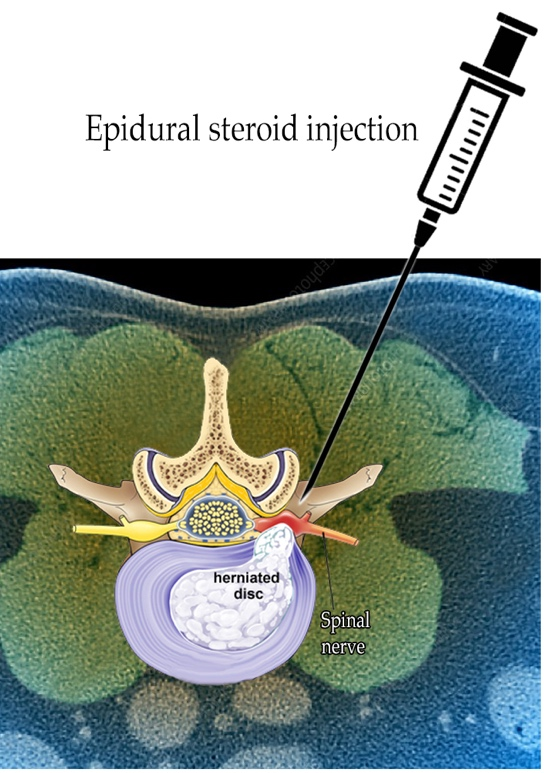 Epidural steroid injection
herniated
disc
Spinal
nerve